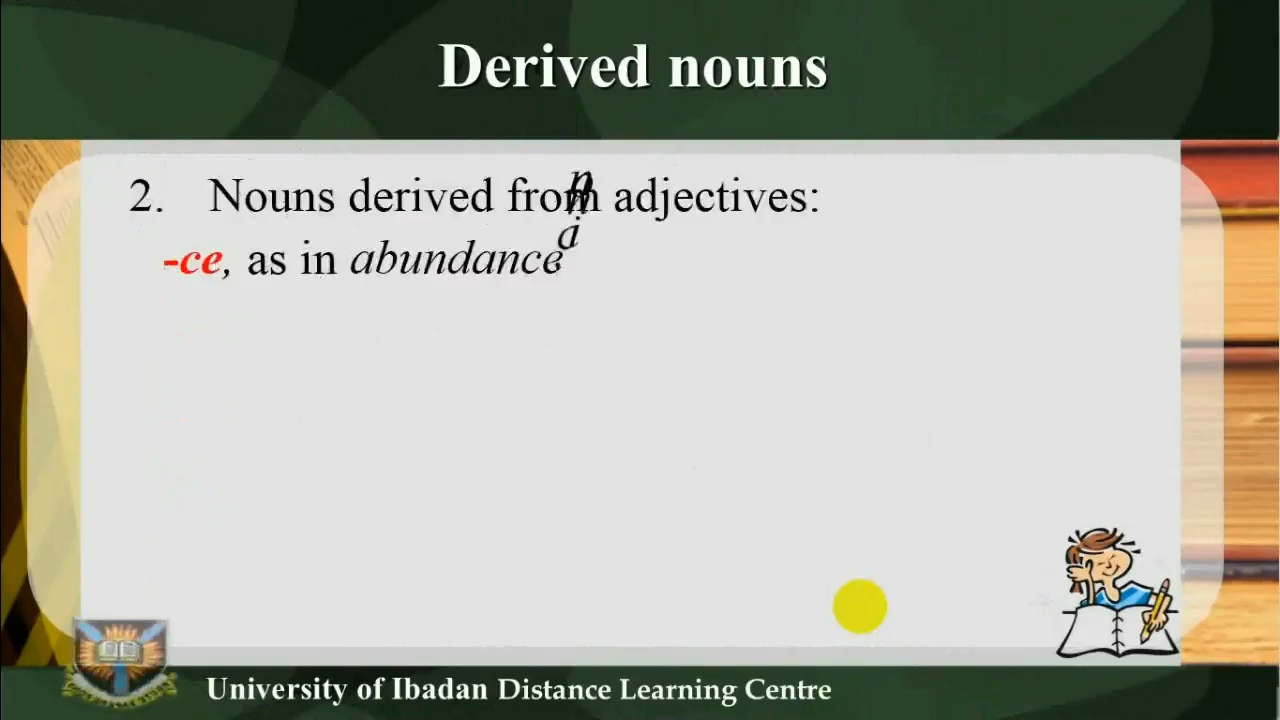 Derived nouns
2. Nouns derived from adjectives:
-ce, as in abundance
University of Ibadan Distance Learning Centre